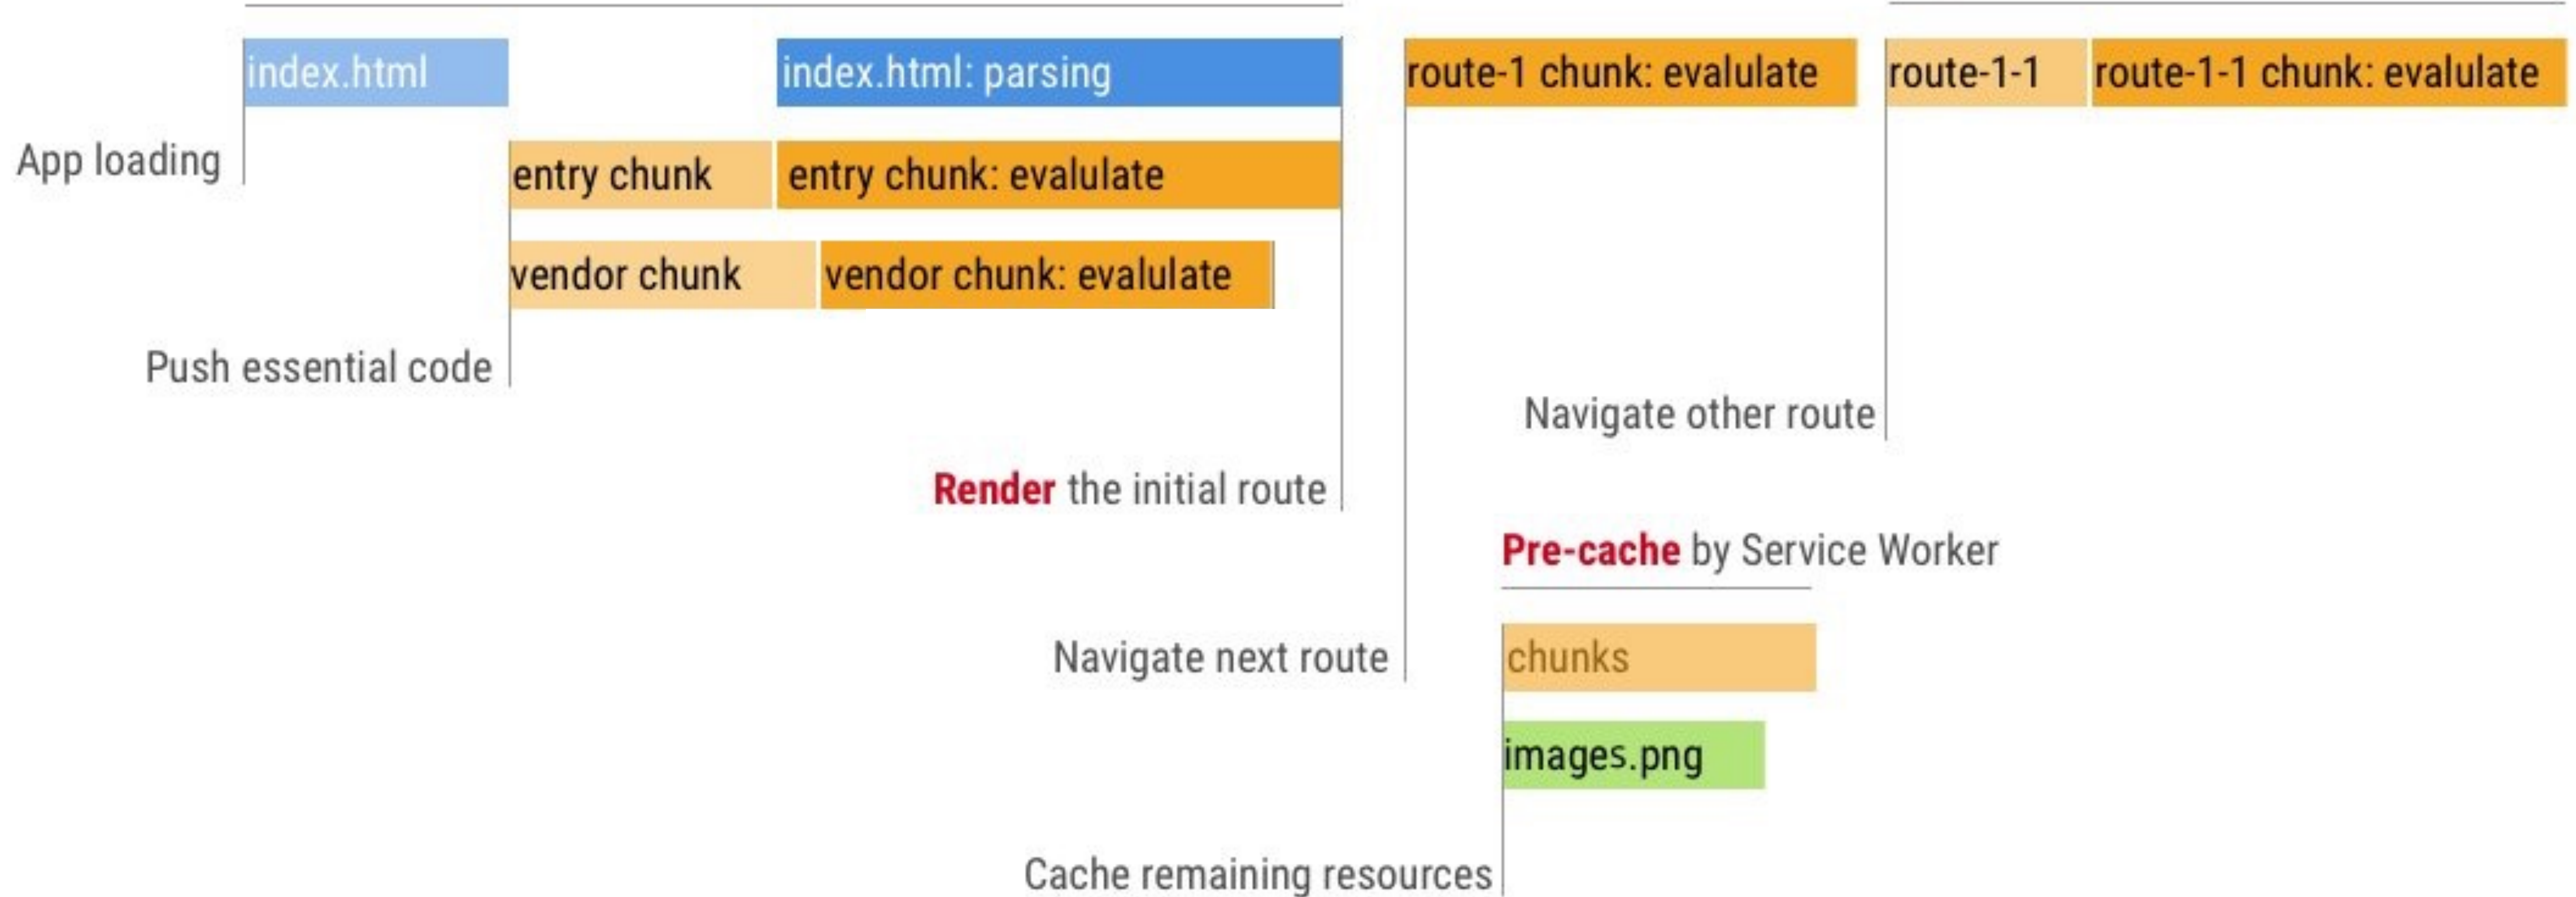 index.html
index.html: parsing
route-1 chunk: evalulate
route-1-1
route-1-1 chunk: evalulate
App loading
entry chunk
entry chunk: evalulate
vendor chunk
vendor chunk: evalulate
Push essential code
Navigate other route
Render the initial route
Pre-cache by Service Worker
Navigate next route
chunks
images.png
Cache remaining resources